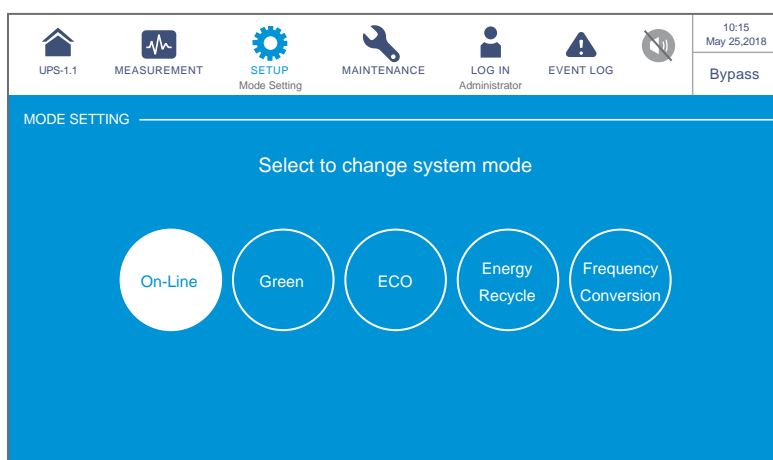 10:15
May 25,2018
UPS-1.1
MEASUREMENT
SETUP
MAINTENANCE
LOG IN
EVENT LOG
Bypass
Mode Setting
Administrator
MODE SETTING
Select to change system mode
On-Line
Green
ECO
Energy
Recycle
Frequency
Conversion